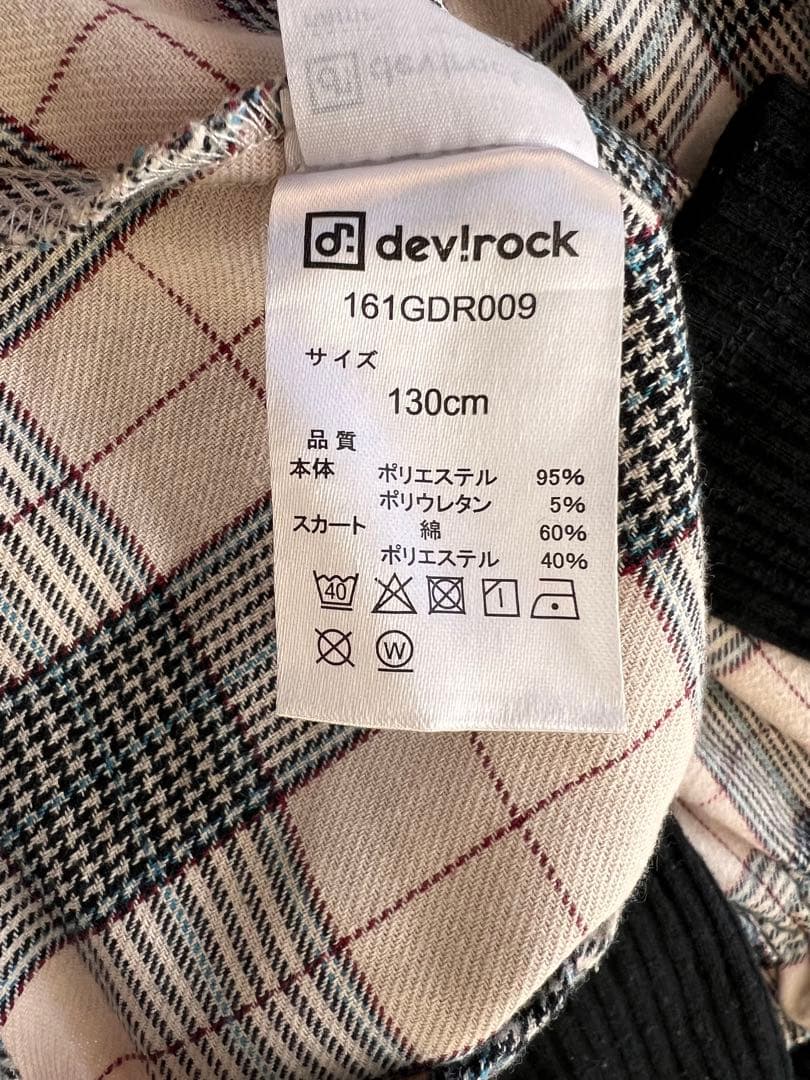 dev!rock
161GDR009
サイズ
130cm
品質
本体 ポリエステル 95%
ポリウレタン 5%
スカート 綿 60%
ポリエステル 40%
40
W